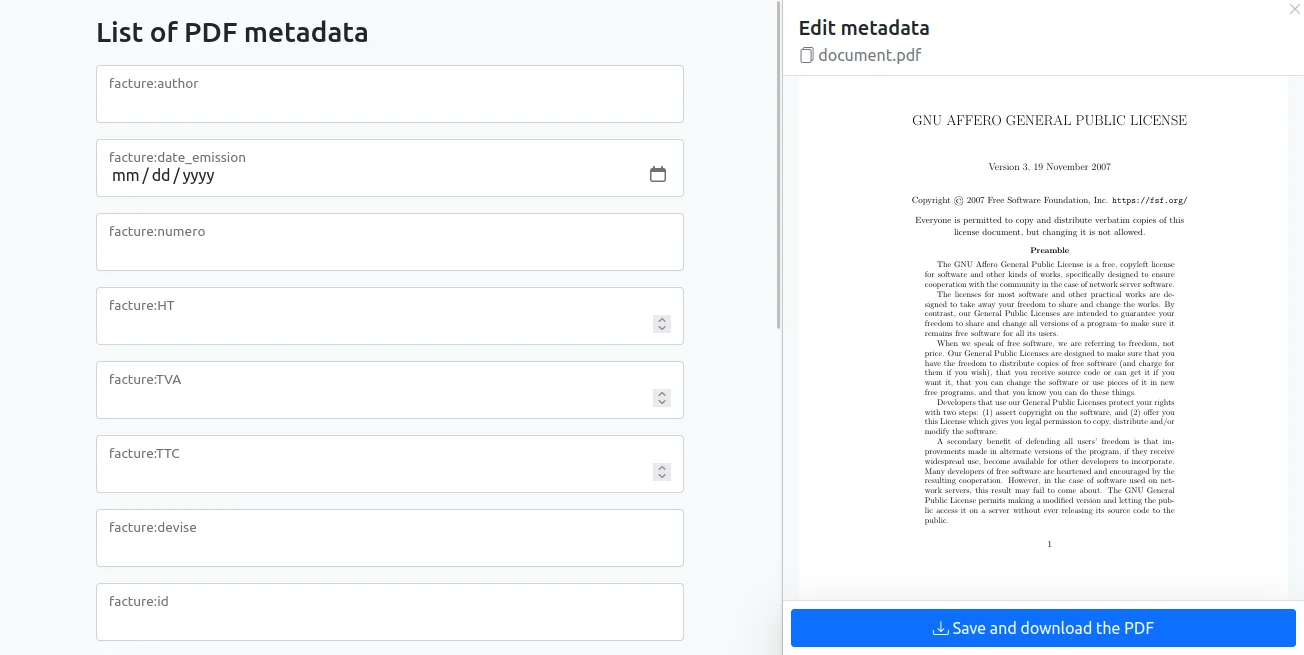 List of PDF metadata
facture:author
facture:date_emission
mm/dd/yyyy
facture:numero
facture:HT
facture:TVA
facture:TTC
facture:devise
facture:id
Edit metadata
document.pdf
GNU AFFERO GENERAL PUBLIC LICENSE
Version 3, 19 November 2007
Copyright © 2007 Free Software Foundation, Inc. https://fsf.org/
Everyone is permitted to copy and distribute verbatim copies of this
license document, but changing it is not allowed.
Preamble
The GNU Affero General Public License is a free, copyleft license
for software and other kinds of works, specifically designed to ensure
cooperation with the community in the case of network server software.
The licenses for most software and other practical works are de-
signed to take away your freedom to share and change the works. By
contrast, our General Public Licenses are intended to guarantee your
freedom to share and change all versions of a program–to make sure it
remains free software for all its users.
When we speak of free software, we are referring to freedom, not
price. Our General Public Licenses are designed to make sure that you
have the freedom to distribute copies of free software (and charge for
them if you wish), that you receive source code or can get it if you
want it, that you can change the software or use pieces of it in new
free programs, and that you know you can do these things.
Developers that use our General Public Licenses protect your rights
with two steps: (1) assert copyright on the software, and (2) offer you
this License which gives you legal permission to copy, distribute and/or
modify the software.
A secondary benefit of defending all users' freedom is that im-
provements made in alternate versions of the program, if they receive
widespread use, become available for other developers to incorporate.
Many developers of free software are heartened and encouraged by the
resulting cooperation. However, in the case of software used on net-
work servers, this result may fail to come about. The GNU General
Public License permits making a modified version and letting the pub-
lic access it on a server without ever releasing its source code to the
public.
1
Save and download the PDF